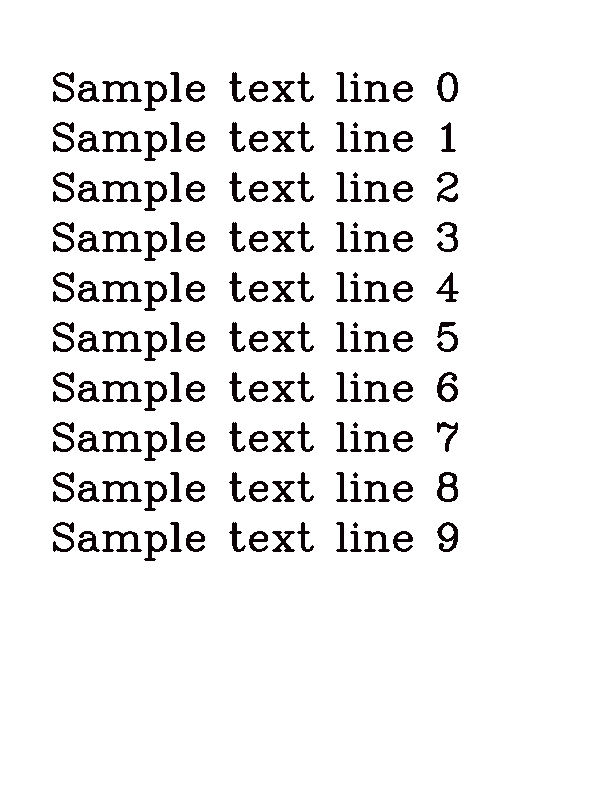 Sample text line 0
Sample text line 1
Sample text line 2
Sample text line 3
Sample text line 4
Sample text line 5
Sample text line 6
Sample text line 7
Sample text line 8
Sample text line 9